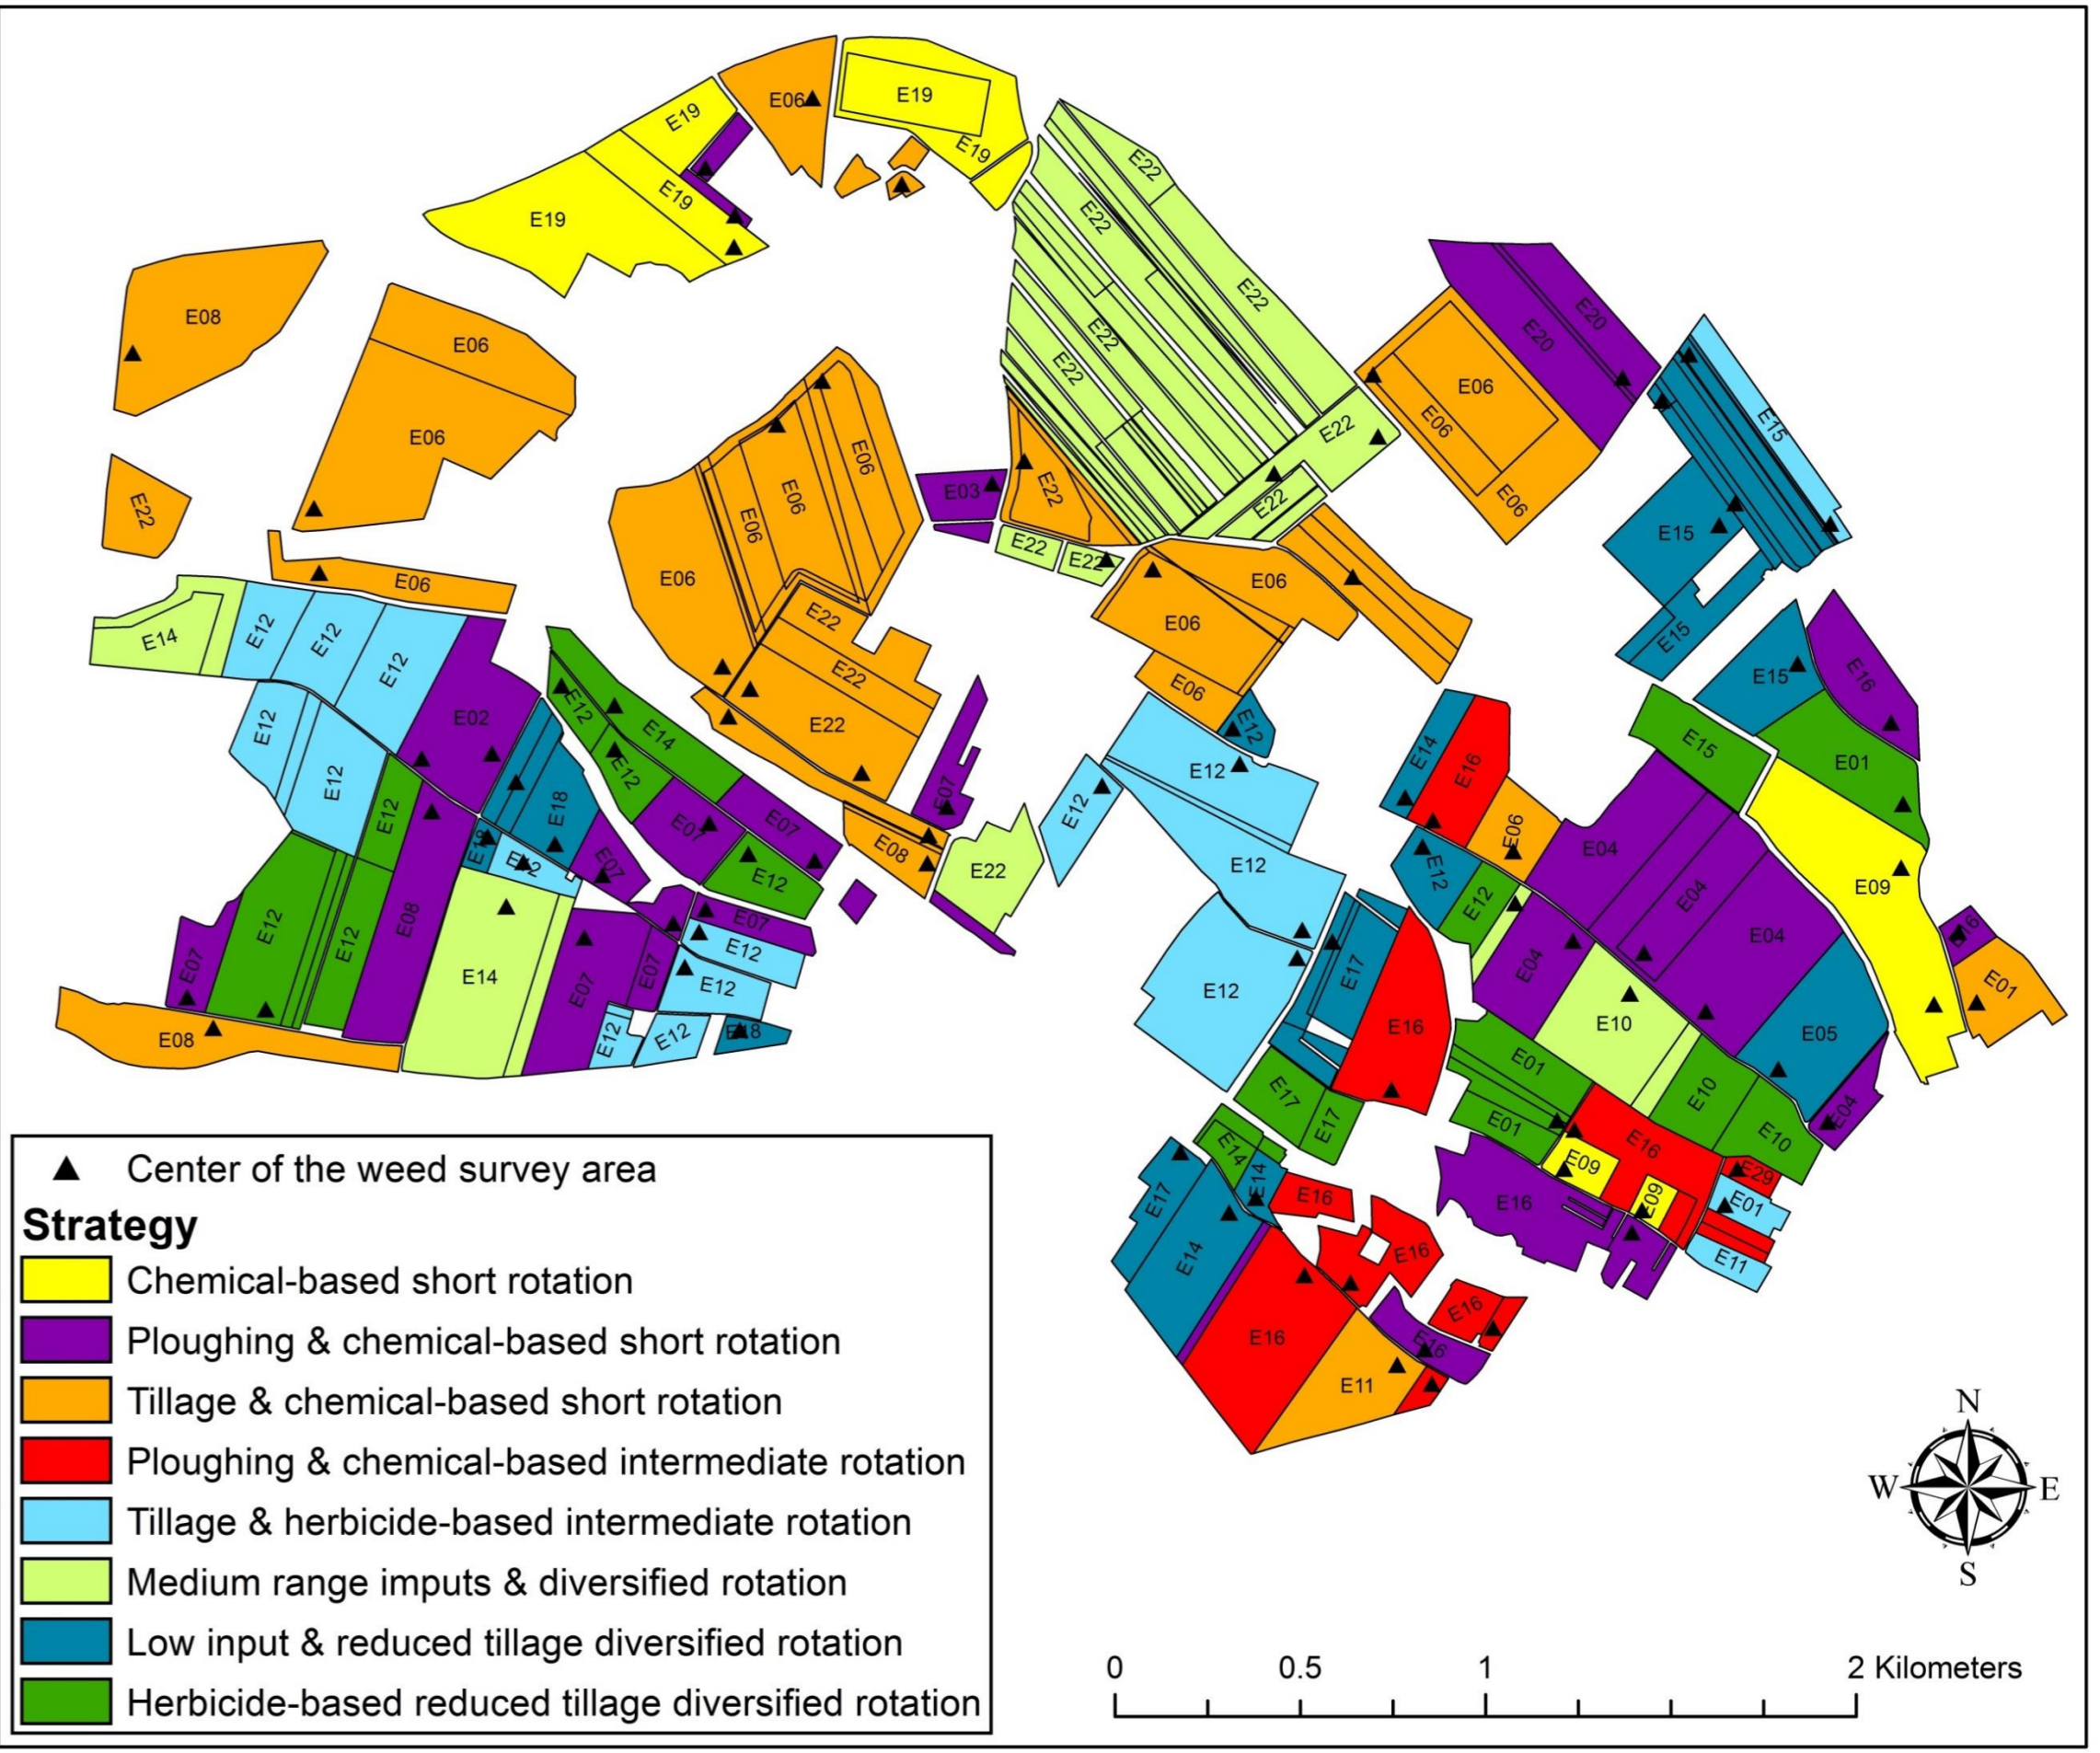 E19
E06
E19
E19
E19
E19
E22
E22
E22
E22
E22
E22
E22
E20
E20
E08
E06
E06
E22
E06
E06
E06
E06
E15
E15
E15
E06
E06
E06
E06
E03
E22
E22
E22
E06
E06
E06
E14
E12
E12
E12
E02
E22
E22
E22
E15
E16
E12
E12
E12
E12
E14
E12
E12
E14
E16
E15
E01
E12
E18
E07
E07
E07
E07
E12
E08
E22
E12
E12
E12
E06
E04
E04
E04
E09
E12
E12
E12
E08
E12
E07
E07
E12
E12
E14
E07
E07
E12
E12
E08
E12
E12
E17
E16
E04
E10
E05
E01
E16
E01
E04
E17
E17
E01
E10
E10
E14
E14
E17
E16
E09
E16
E29
E01
E09
E16
E11
E14
E16
E16
E16
E16
E11
Center of the weed survey area
Strategy
Chemical-based short rotation
Ploughing & chemical-based short rotation
Tillage & chemical-based short rotation
Ploughing & chemical-based intermediate rotation
Tillage & herbicide-based intermediate rotation
Medium range imputs & diversified rotation
Low input & reduced tillage diversified rotation
Herbicide-based reduced tillage diversified rotation
N
W E
S
0 0.5 1 2 Kilometers